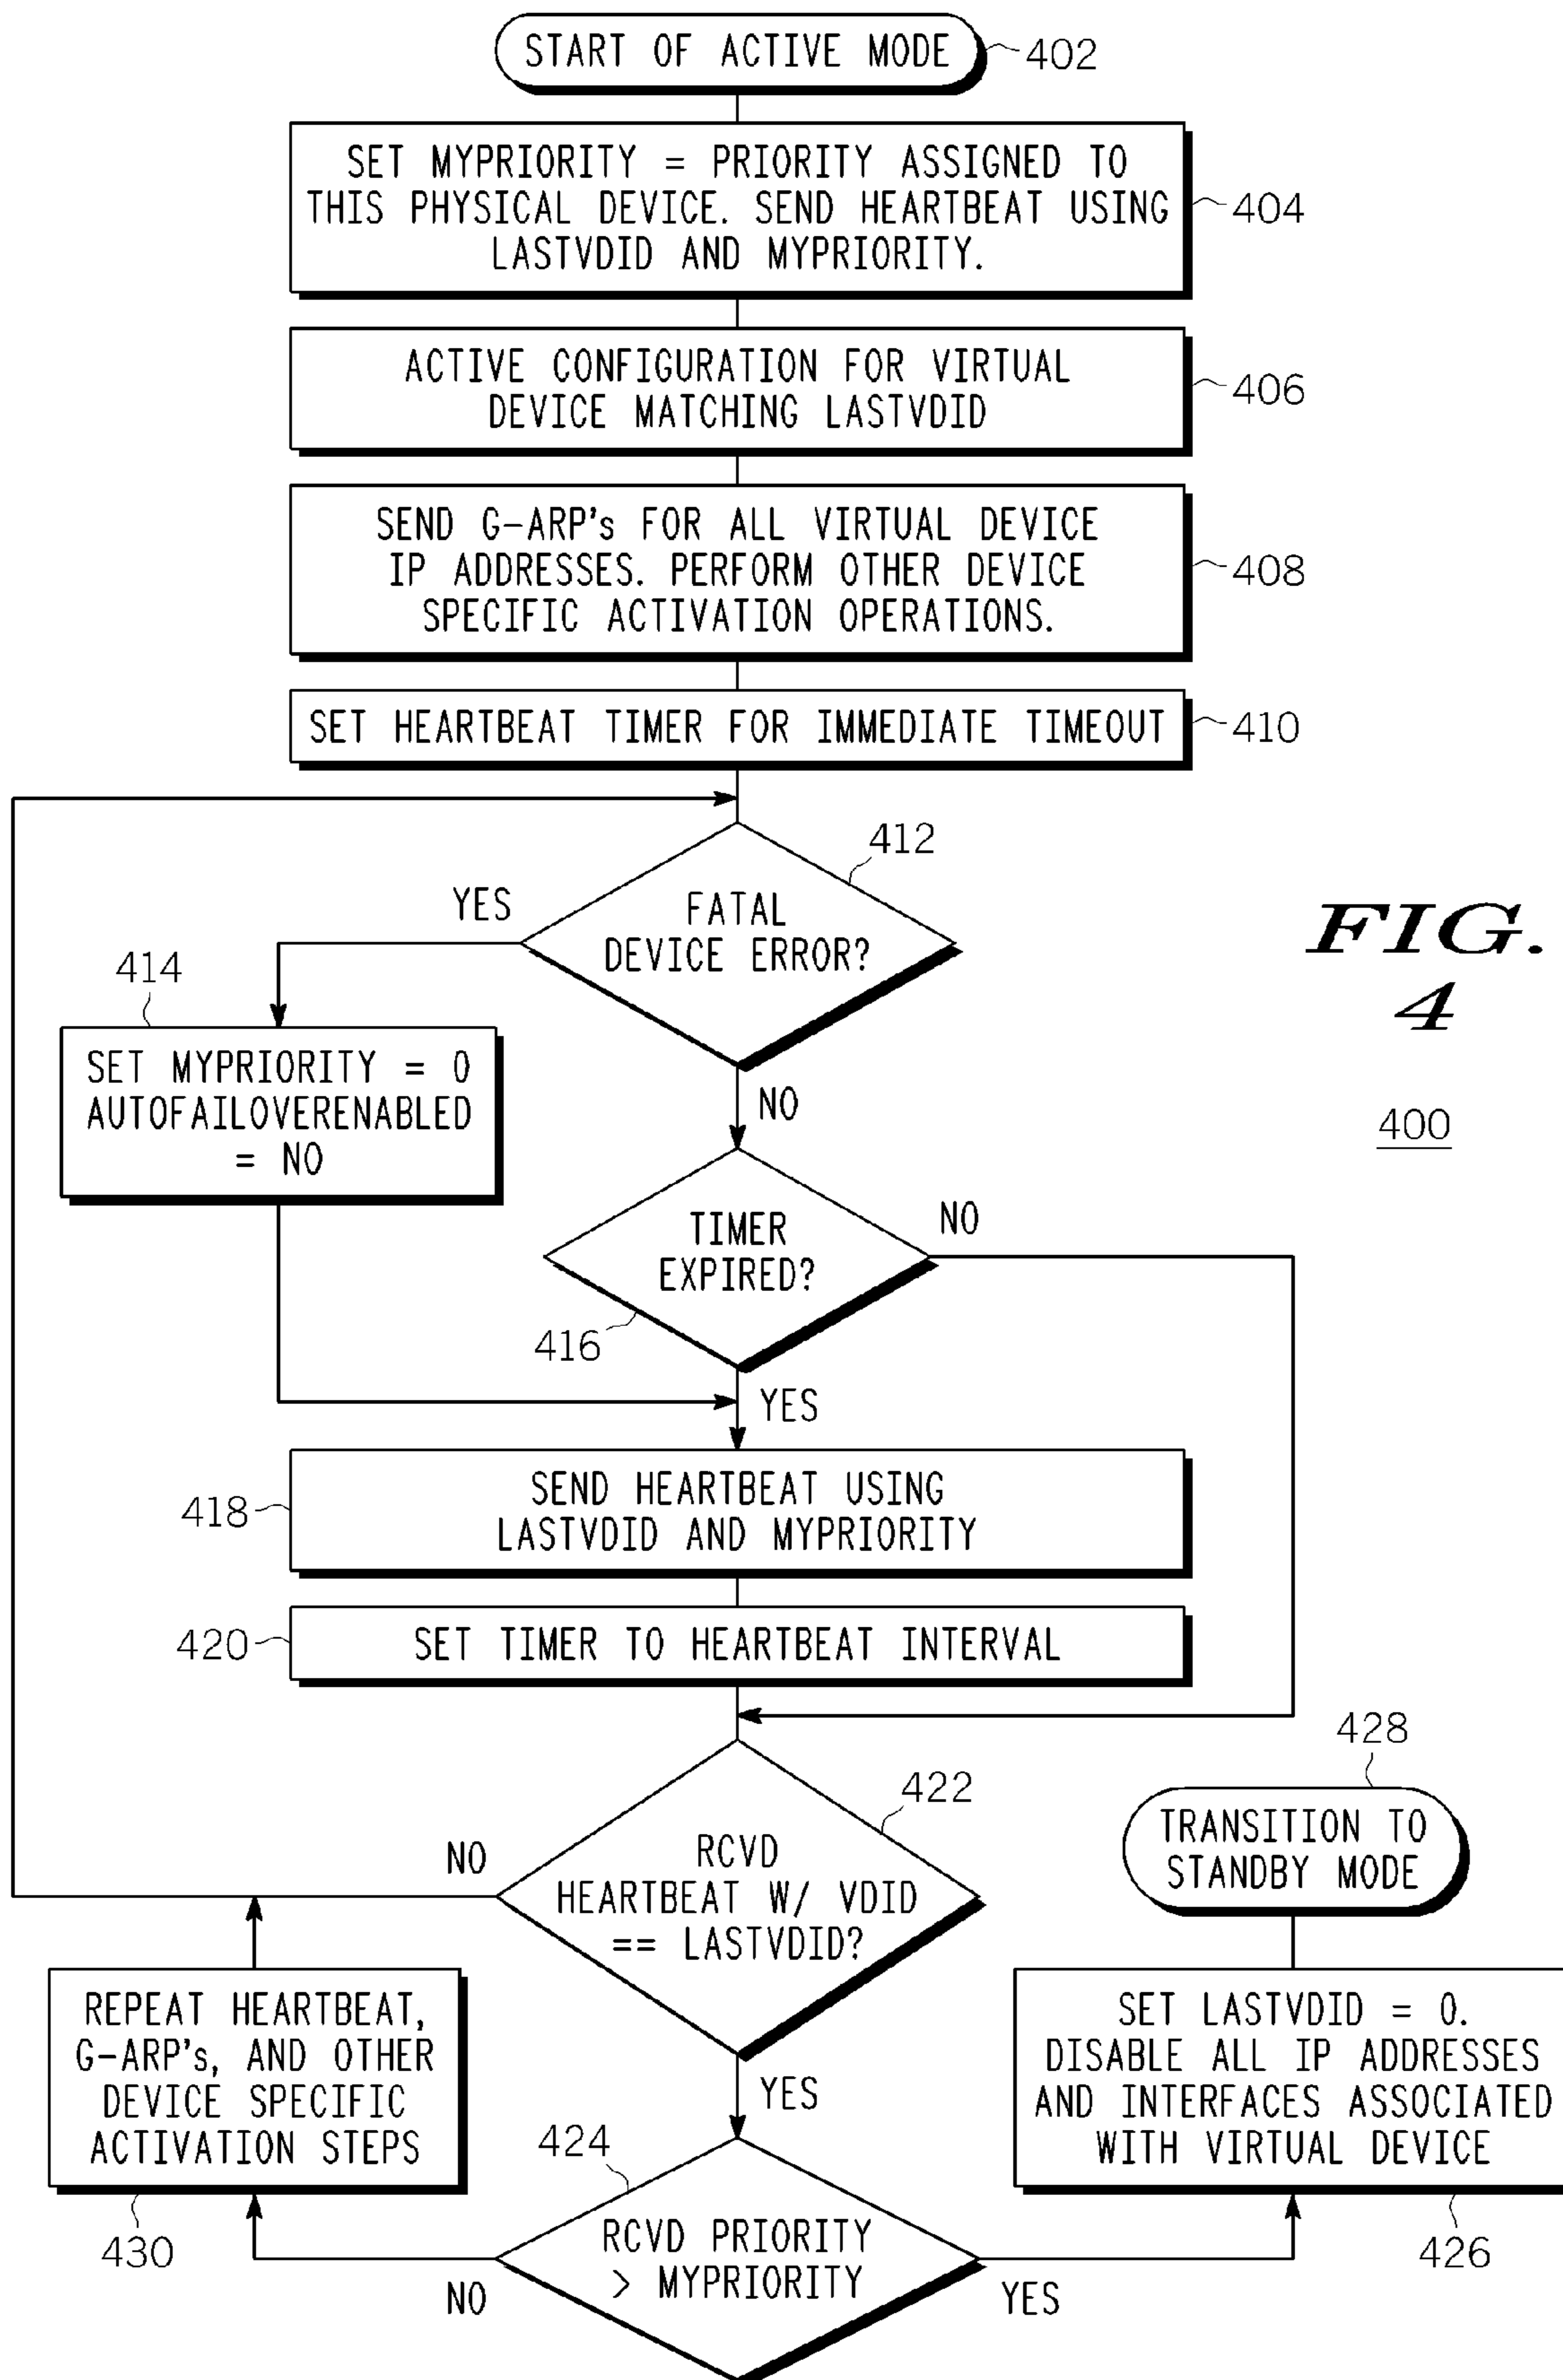 START OF ACTIVE MODE
402
SET MYPRIORITY = PRIORITY ASSIGNED TO
THIS PHYSICAL DEVICE. SEND HEARTBEAT USING
LASTVDID AND MYPRIORITY.
404
ACTIVE CONFIGURATION FOR VIRTUAL
DEVICE MATCHING LASTVDID
406
SEND G-ARP's FOR ALL VIRTUAL DEVICE
IP ADDRESSES. PERFORM OTHER DEVICE
SPECIFIC ACTIVATION OPERATIONS.
408
SET HEARTBEAT TIMER FOR IMMEDIATE TIMEOUT
410
412
FATAL
DEVICE ERROR?
YES
NO
FIG.
4
400
414
SET MYPRIORITY = 0
AUTOFAILOVERENABLED
= NO
TIMER
EXPIRED?
NO
416
YES
SEND HEARTBEAT USING
LASTVDID AND MYPRIORITY
418
SET TIMER TO HEARTBEAT INTERVAL
420
422
RCVD
HEARTBEAT W/ VDID
== LASTVDID?
NO
YES
428
TRANSITION TO
STANDBY MODE
REPEAT HEARTBEAT,
G-ARP's, AND OTHER
DEVICE SPECIFIC
ACTIVATION STEPS
430
SET LASTVDID = 0.
DISABLE ALL IP ADDRESSES
AND INTERFACES ASSOCIATED
WITH VIRTUAL DEVICE
426
424
RCVD PRIORITY
> MYPRIORITY
NO
YES